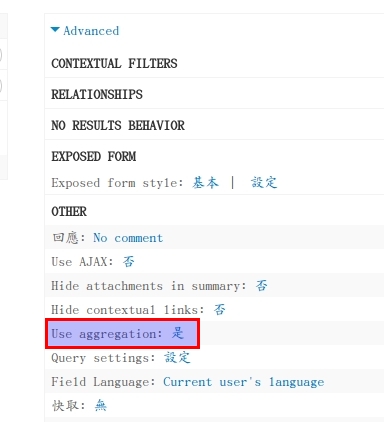 Advanced
CONTEXTUAL FILTERS
RELATIONSHIPS
NO RESULTS BEHAVIOR
EXPOSED FORM
Exposed form style: 基本 | 設定
OTHER
回應: No comment
Use AJAX: 否
Hide attachments in summary: 否
Hide contextual links: 否
Use aggregation: 是
Query settings: 設定
Field Language: Current user's language
快取: 無